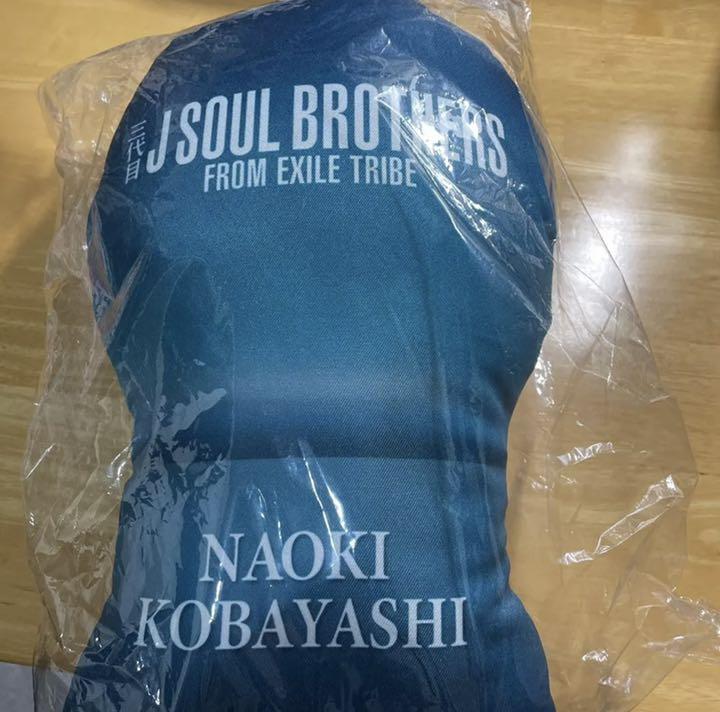 三代目 J SOUL BROTHERS
FROM EXILE TRIBE
NAOKI
KOBAYASHI